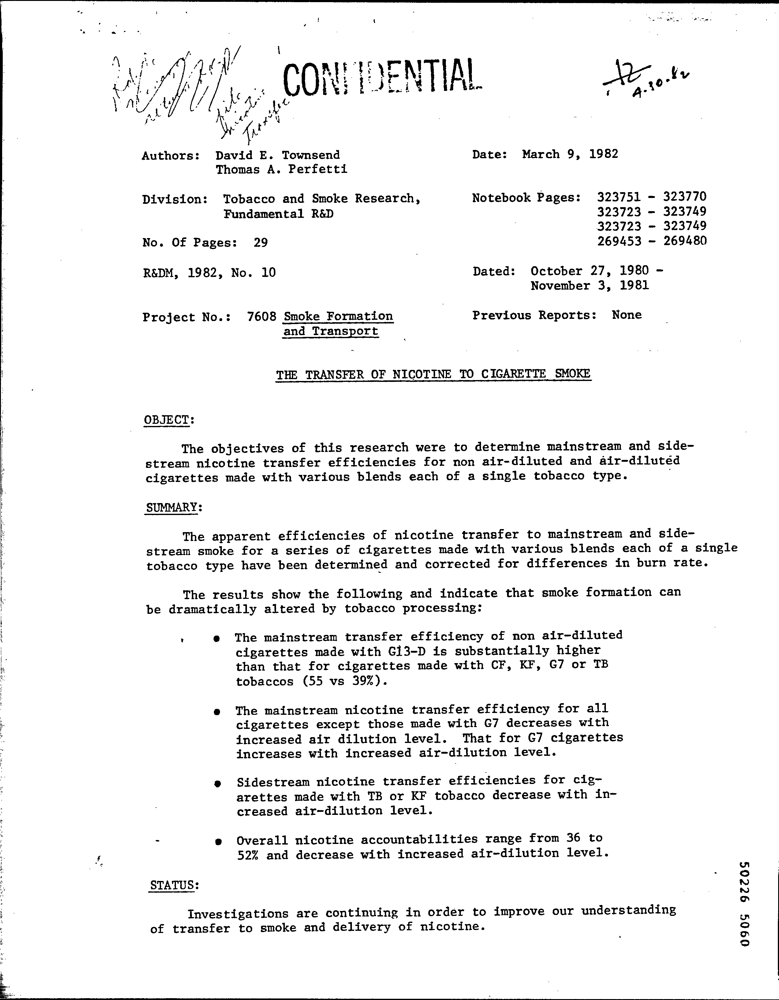 CONFIDENTIAL
4.30.82
File
Nicotine
Transfer
Authors: David E. Townsend
Thomas A. Perfetti
Date: March 9, 1982
Division: Tobacco and Smoke Research,
Fundamental R&D
Notebook Pages: 323751 - 323770
323723 - 323749
323723 - 323749
269453 - 269480
No. Of Pages: 29
R&DM, 1982, No. 10
Dated: October 27, 1980 -
November 3, 1981
Project No.: 7608 Smoke Formation
and Transport
Previous Reports: None
THE TRANSFER OF NICOTINE TO CIGARETTE SMOKE
OBJECT:
The objectives of this research were to determine mainstream and side-
stream nicotine transfer efficiencies for non air-diluted and air-diluted
cigarettes made with various blends each of a single tobacco type.
SUMMARY:
The apparent efficiencies of nicotine transfer to mainstream and side-
stream smoke for a series of cigarettes made with various blends each of a single
tobacco type have been determined and corrected for differences in burn rate.
The results show the following and indicate that smoke formation can
be dramatically altered by tobacco processing:
• The mainstream transfer efficiency of non air-diluted
cigarettes made with G13-D is substantially higher
than that for cigarettes made with CF, KF, G7 or TB
tobaccos (55 vs 39%).
• The mainstream nicotine transfer efficiency for all
cigarettes except those made with G7 decreases with
increased air dilution level. That for G7 cigarettes
increases with increased air-dilution level.
• Sidestream nicotine transfer efficiencies for cig-
arettes made with TB or KF tobacco decrease with in-
creased air-dilution level.
• Overall nicotine accountabilities range from 36 to
52% and decrease with increased air-dilution level.
STATUS:
Investigations are continuing in order to improve our understanding
of transfer to smoke and delivery of nicotine.
50226 5060